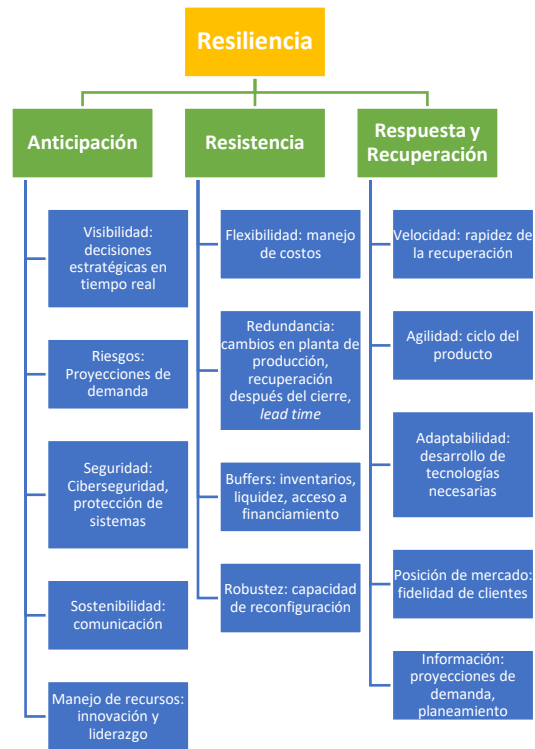 Resiliencia
Anticipación
Visibilidad:
decisiones
estratégicas en
tiempo real
Riesgos:
Proyecciones de
demanda
Seguridad:
Ciberseguridad,
protección de
sistemas
Sostenibilidad:
comunicación
Manejo de recursos:
innovación y
liderazgo
Resistencia
Flexibilidad: manejo
de costos
Redundancia:
cambios en planta de
producción,
recuperación
después del cierre,
lead time
Buffers: inventarios,
liquidez, acceso a
financiamiento
Robustez: capacidad
de reconfiguración
Respuesta y
Recuperación
Velocidad: rapidez de
la recuperación
Agilidad: ciclo del
producto
Adaptabilidad:
desarrollo de
tecnologías
necesarias
Posición de mercado:
fidelidad de clientes
Información:
proyecciones de
demanda,
planeamiento